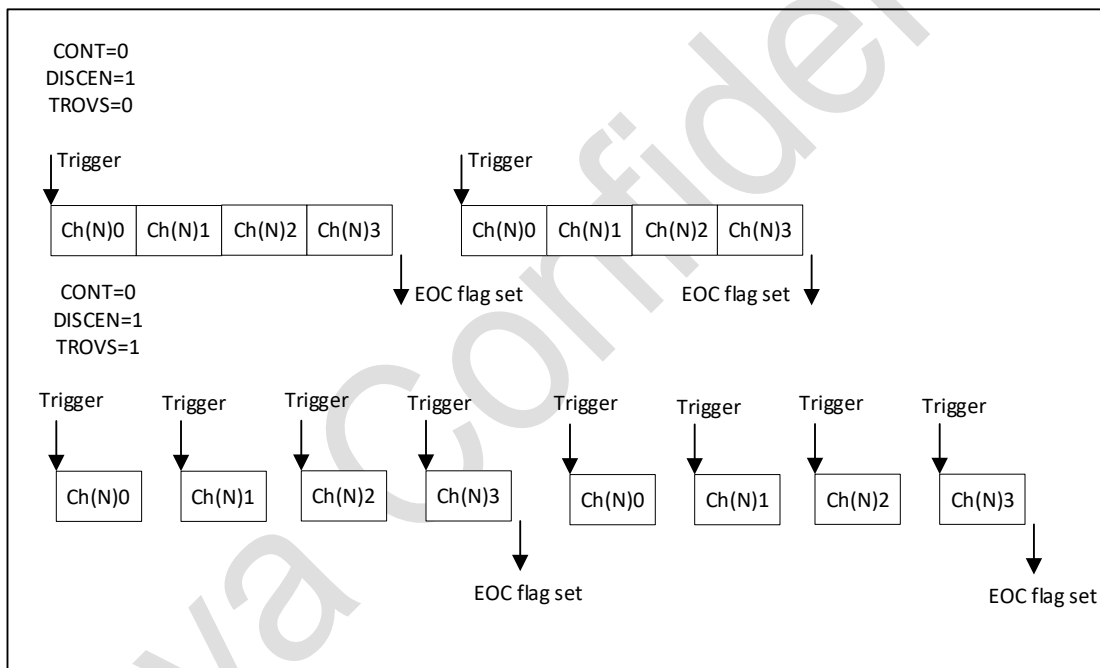 CONT=0
DISCEN=1
TROVS=0
Trigger Trigger
Ch(N)0 Ch(N)1 Ch(N)2 Ch(N)3 Ch(N)0 Ch(N)1 Ch(N)2 Ch(N)3
EOC flag set EOC flag set
CONT=0
DISCEN=1
TROVS=1
Trigger Trigger Trigger Trigger Trigger Trigger Trigger Trigger
Ch(N)0 Ch(N)1 Ch(N)2 Ch(N)3 Ch(N)0 Ch(N)1 Ch(N)2 Ch(N)3
EOC flag set EOC flag set